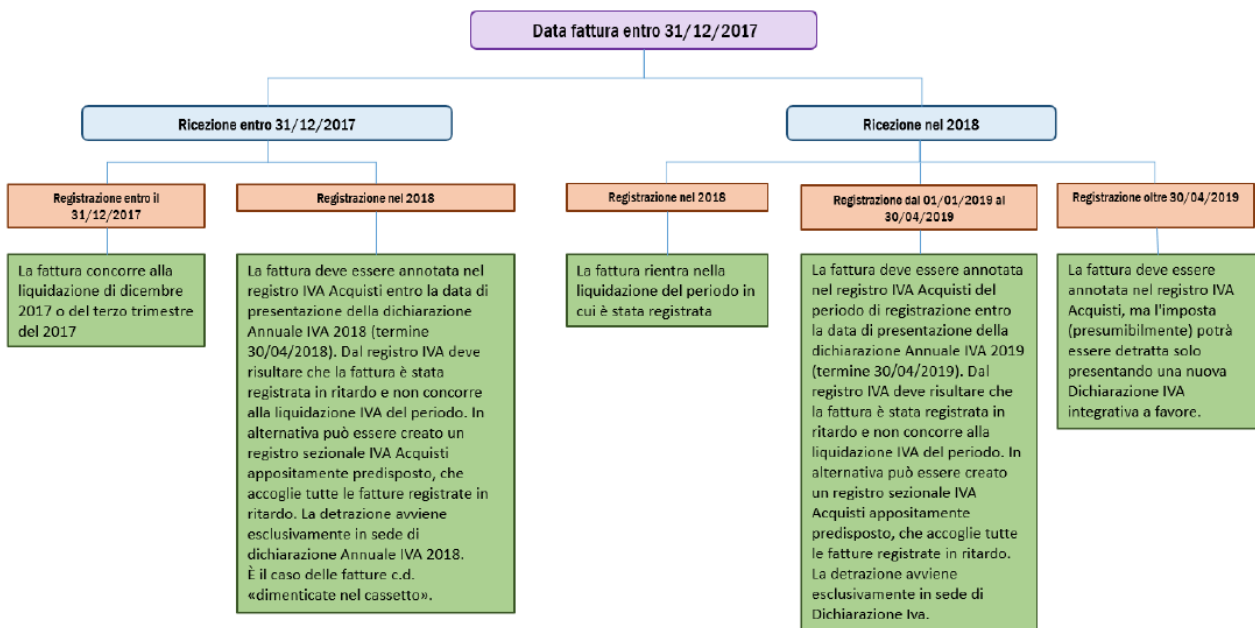 Data fattura entro 31/12/2017
Ricezione entro 31/12/2017
Ricezione nel 2018
Registrazione entro il
31/12/2017
Registrazione nel 2018
Registrazione nel 2018
Registrazione dal 01/01/2019 al
30/04/2019
Registrazione oltre 30/04/2019
La fattura concorre alla
liquidazione di dicembre
2017 o del terzo trimestre
del 2017
La fattura deve essere annotata nel
registro IVA Acquisti entro la data di
presentazione della dichiarazione
Annuale IVA 2018 (termine
30/04/2018). Dal registro IVA deve
risultare che la fattura è stata
registrata in ritardo e non concorre
alla liquidazione IVA del periodo. In
alternativa può essere creato un
registro sezionale IVA Acquisti
appositamente predisposto, che
accoglie tutte le fatture registrate in
ritardo. La detrazione avviene
esclusivamente in sede di
dichiarazione Annuale IVA 2018.
È il caso delle fatture c.d.
«dimenticate nel cassetto».
La fattura rientra nella
liquidazione del periodo in
cui è stata registrata
La fattura deve essere annotata
nel registro IVA Acquisti del
periodo di registrazione entro
la data di presentazione della
dichiarazione Annuale IVA 2019
(termine 30/04/2019). Dal
registro IVA deve risultare che
la fattura è stata registrata in
ritardo e non concorre alla
liquidazione IVA del periodo. In
alternativa può essere creato
un registro sezionale IVA
Acquisti appositamente
predisposto, che accoglie tutte
le fatture registrate in ritardo.
La detrazione avviene
esclusivamente in sede di
Dichiarazione Iva.
La fattura deve essere
annotata nel registro IVA
Acquisti, ma l'imposta
(presumibilmente) potrà
essere detratta solo
presentando una nuova
Dichiarazione IVA
integrativa a favore.